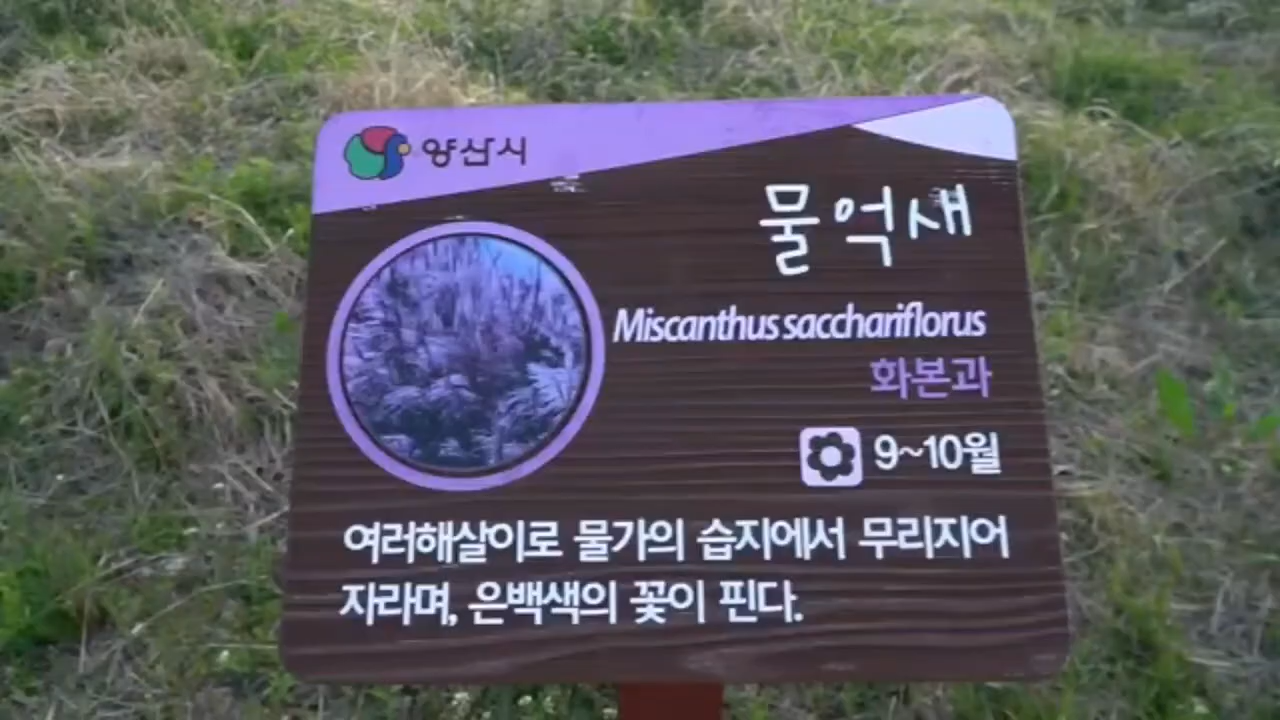 양산시
물억새
Miscanthus sacchariflorus
화본과
9~10월
여러해살이로 물가의 습지에서 무리지어
자라며, 은백색의 꽃이 핀다.